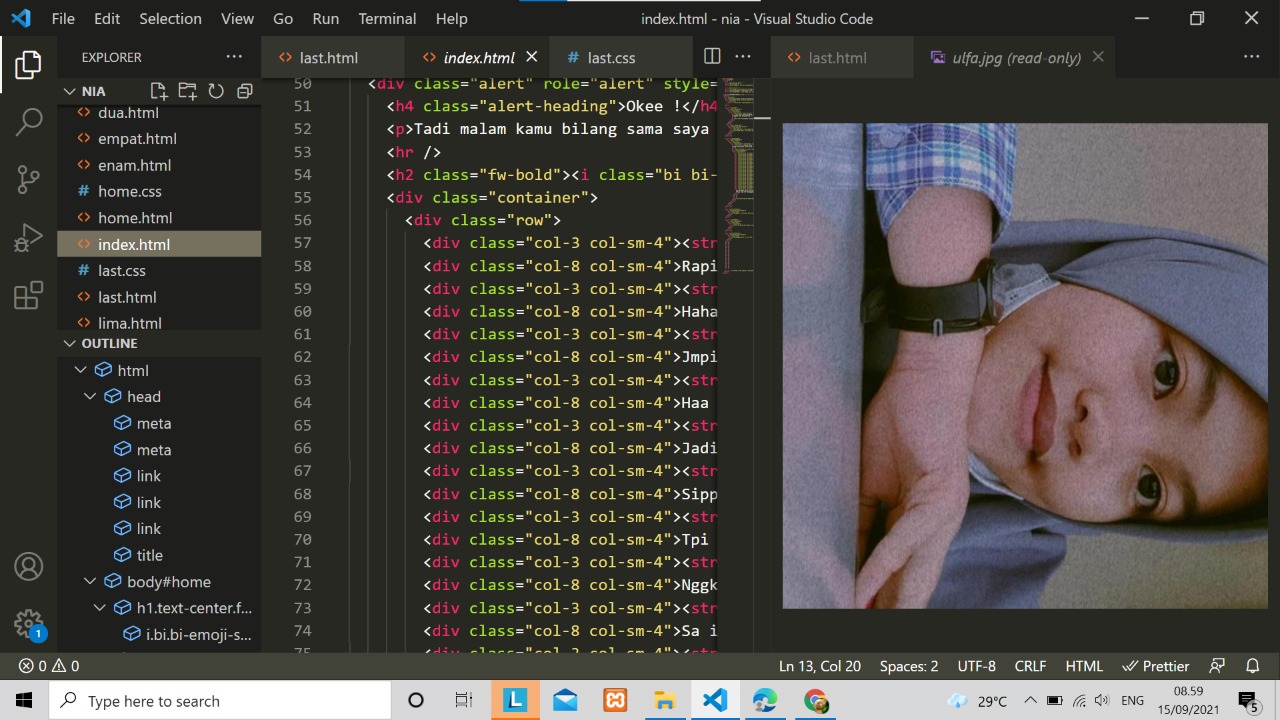 File Edit Selection View Go Run Terminal Help index.html - nia - Visual Studio Code
EXPLORER
last.html index.html last.css
last.html ulfa.jpg (read-only)
NIA
dua.html
empat.html
enam.html
home.css
home.html
index.html
last.css
last.html
lima.html
OUTLINE
html
head
meta
meta
link
link
link
title
body#home
h1.text-center.f...
i.bi.bi-emoji-s...
50 <div class="alert" role="alert" style=
51 <h4 class="alert-heading">Okee !</h4
52 <p>Tadi malam kamu bilang sama saya
53 <hr />
54 <h2 class="fw-bold"><i class="bi bi-
55 <div class="container">
56 <div class="row">
57 <div class="col-3 col-sm-4"><str
58 <div class="col-8 col-sm-4">Rapi
59 <div class="col-3 col-sm-4"><str
60 <div class="col-8 col-sm-4">Haha
61 <div class="col-3 col-sm-4"><str
62 <div class="col-8 col-sm-4">Jmpi
63 <div class="col-3 col-sm-4"><str
64 <div class="col-8 col-sm-4">Haa
65 <div class="col-3 col-sm-4"><str
66 <div class="col-8 col-sm-4">Jadi
67 <div class="col-3 col-sm-4"><str
68 <div class="col-8 col-sm-4">Sipp
69 <div class="col-3 col-sm-4"><str
70 <div class="col-8 col-sm-4">Tpi
71 <div class="col-3 col-sm-4"><str
72 <div class="col-8 col-sm-4">Nggk
73 <div class="col-3 col-sm-4"><str
74 <div class="col-8 col-sm-4">Sa i
75 <div class="col-3 col-sm-4"><str
1
0 0 Ln 13, Col 20 Spaces: 2 UTF-8 CRLF HTML Prettier
Type here to search
L
29°C ENG
08.59
15/09/2021
5